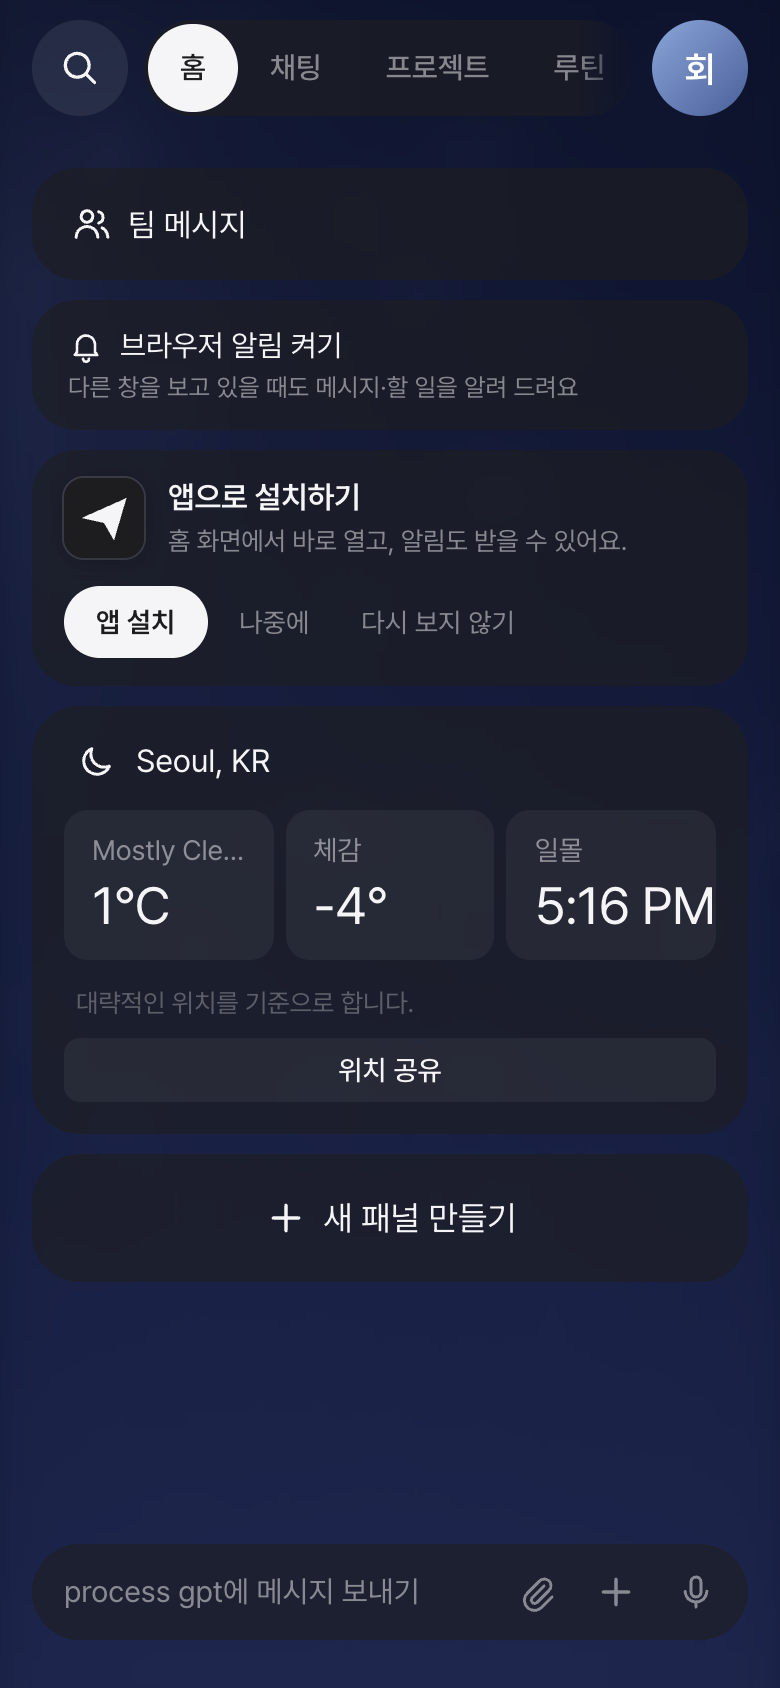 홈
채팅
프로젝트
루틴
회
팀 메시지
브라우저 알림 켜기
다른 창을 보고 있을 때도 메시지·할 일을 알려 드려요
앱으로 설치하기
홈 화면에서 바로 열고, 알림도 받을 수 있어요.
앱 설치
나중에
다시 보지 않기
Seoul, KR
Mostly Cle...
체감
일몰
1°C
-4°
5:16 PM
대략적인 위치를 기준으로 합니다.
위치 공유
새 패널 만들기
process gpt에 메시지 보내기